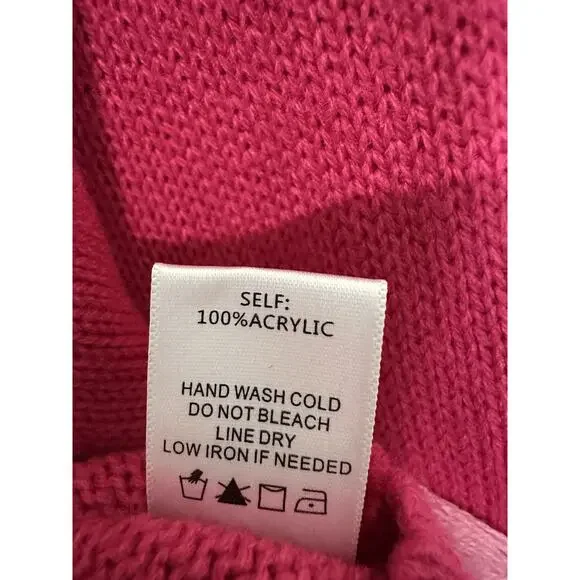 SELF:
100%ACRYLIC
HAND WASH COLD
DO NOT BLEACH
LINE DRY
LOW IRON IF NEEDED